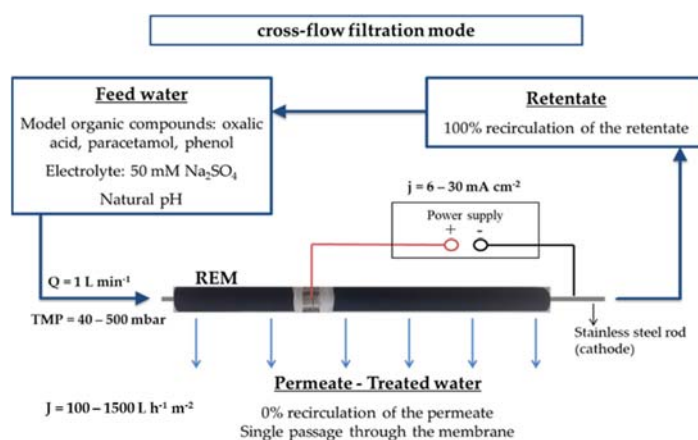 cross-flow filtration mode
Feed water
Model organic compounds: oxalic
acid, paracetamol, phenol
Electrolyte: 50 mM Na₂SO₄
Natural pH
Retentate
100% recirculation of the retentate
j = 6 – 30 mA cm⁻²
Power supply
+ -
Q = 1 L min⁻¹
REM
TMP = 40 – 500 mbar
Stainless steel rod
(cathode)
Permeate - Treated water
J = 100 – 1500 L h⁻¹ m⁻²
0% recirculation of the permeate
Single passage through the membrane